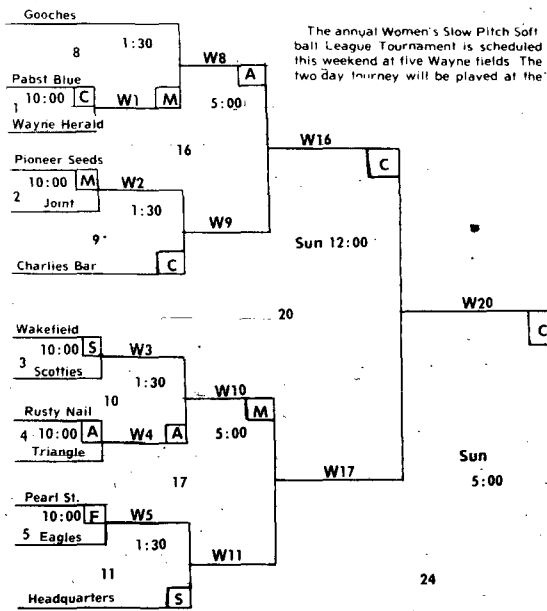 Gooches
8 1:30
W8
A
Pabst Blue
10:00 C W1 M
1
5:00
Wayne Herald
The annual Women's Slow Pitch Soft
ball League Tournament is scheduled
this weekend at five Wayne fields The
two day tourney will be played at the
16
W16
C
Pioneer Seeds
10:00 M W2
2 Joint 1:30
W9
9
Charlies Bar C
Sun 12:00
20
W20
C
Wakefield
10:00 S W3
3 Scotties 1:30
W10
M
10
Rusty Nail
4 10:00 A W4 A
5:00
Triangle
17
W17
Sun
5:00
Pearl St.
10:00 F W5
5 Eagles 1:30
W11
11
Headquarters S
24